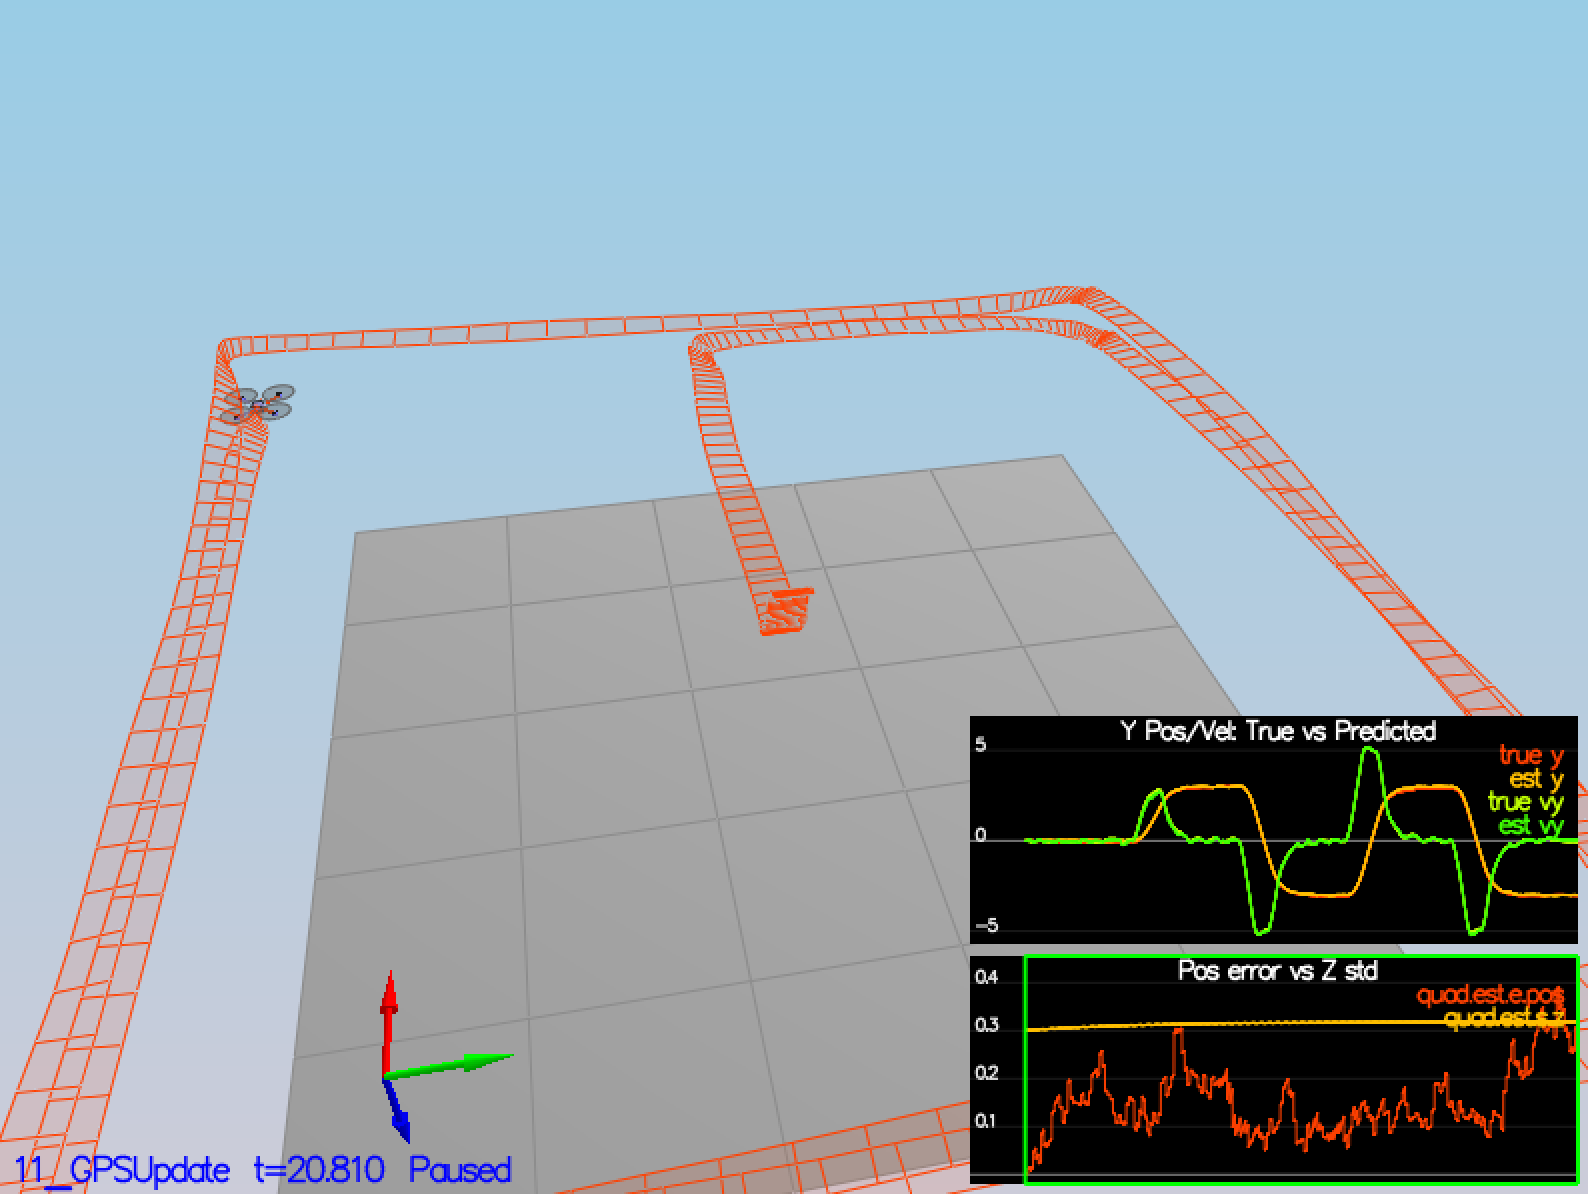 Y Pos/Vel: True vs Predicted
5
true y
est y
true vy
est vy
0
-5
Pos error vs Z std
0.4
quad.est.e.pos
quad.est.s.z
0.3
0.2
0.1
11_GPSUpdate t=20.810 Paused